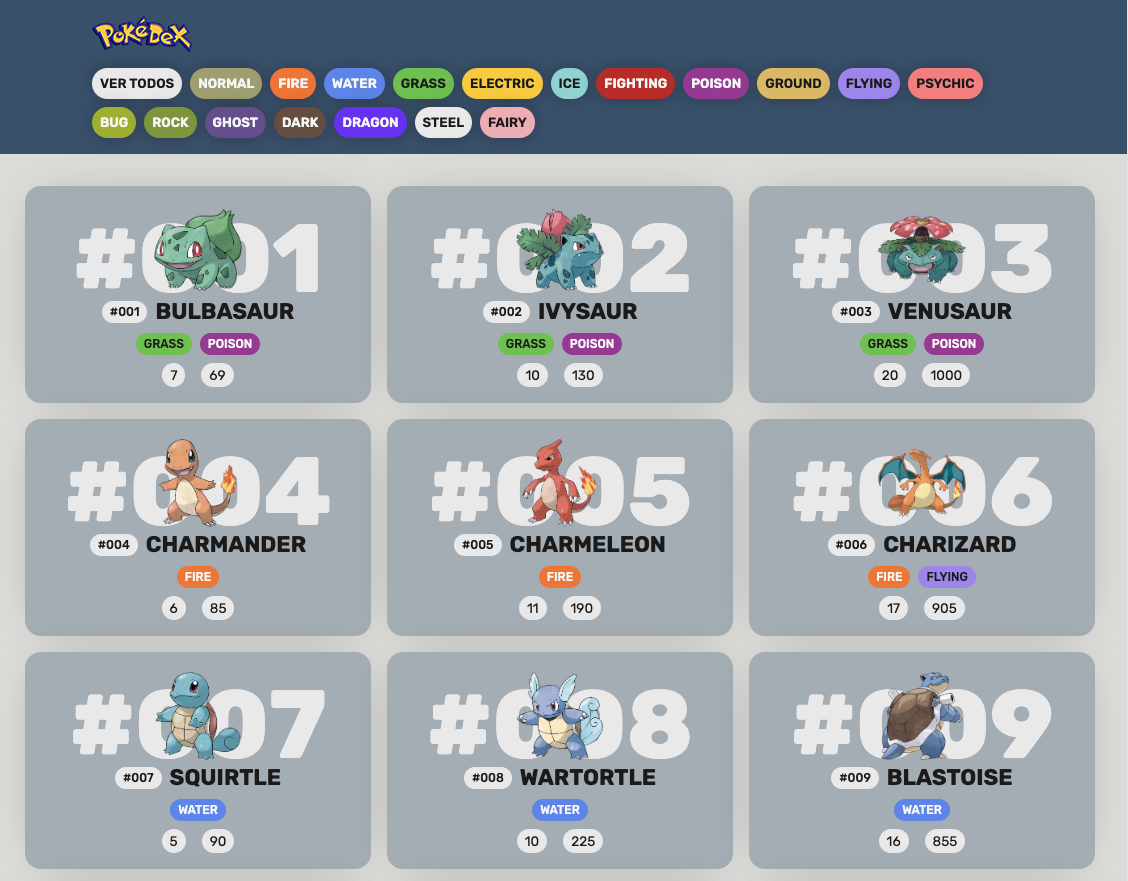 PoKéDeX
VER TODOS NORMAL FIRE WATER GRASS ELECTRIC ICE FIGHTING POISON GROUND FLYING PSYCHIC
BUG ROCK GHOST DARK DRAGON STEEL FAIRY
#001 #002 #003
#001 BULBASAUR #002 IVYSAUR #003 VENUSAUR
GRASS POISON GRASS POISON GRASS POISON
7 69 10 130 20 1000
#004 #005 #006
#004 CHARMANDER #005 CHARMELEON #006 CHARIZARD
FIRE FIRE FIRE FLYING
6 85 11 190 17 905
#007 #008 #009
#007 SQUIRTLE #008 WARTORTLE #009 BLASTOISE
WATER WATER WATER
5 90 10 225 16 855